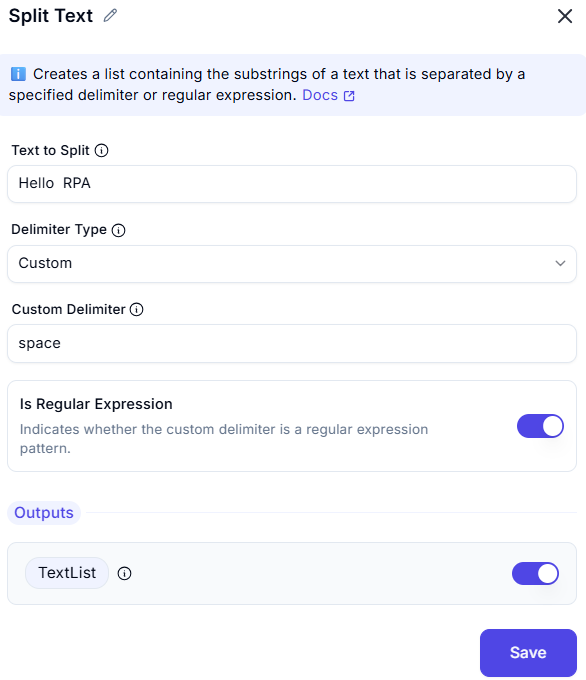 Split Text
Creates a list containing the substrings of a text that is separated by a
specified delimiter or regular expression. Docs
Text to Split
Hello  RPA
Delimiter Type
Custom
Custom Delimiter
space
Is Regular Expression
Indicates whether the custom delimiter is a regular expression
pattern.
Outputs
TextList
Save